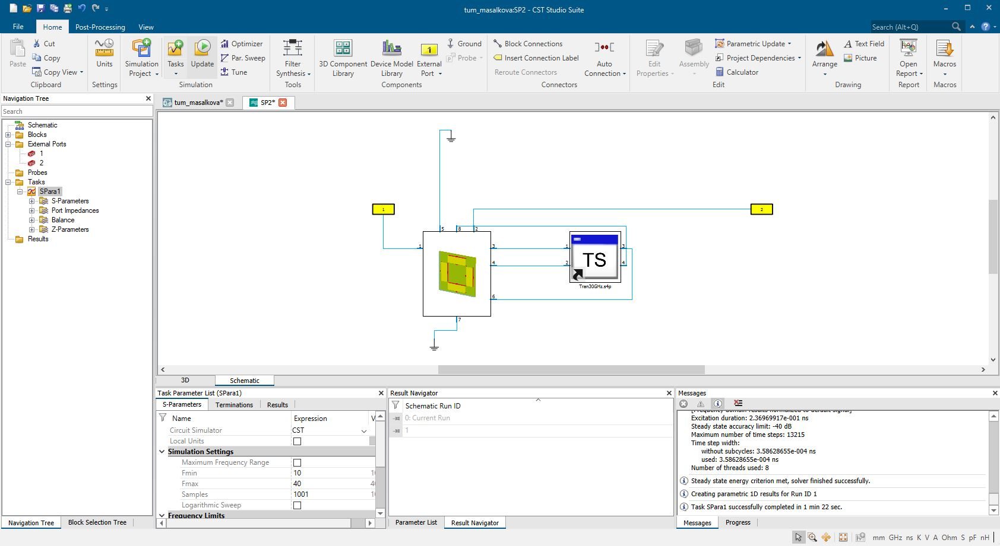 tum_masalkova:SP2 - CST Studio Suite
File
Home
Post-Processing
View
Search (Alt+Q)
Paste
Cut
Copy
Copy View
Clipboard
Units
Settings
Simulation
Project
Tasks
Update
Optimizer
Par. Sweep
Tune
Simulation
Filter
Synthesis
Tools
3D Component
Library
Device Model
Library
1
External
Port
Ground
Probe
Components
Block Connections
Insert Connection Label
Reroute Connectors
Auto
Connection
Connectors
Edit
Properties
Assembly
Parametric Update
Project Dependencies
Calculator
Edit
Arrange
A Text Field
Picture
Drawing
Open
Report
Report
Macros
Macros
Navigation Tree
Search
Schematic
Blocks
External Ports
1
2
Probes
Tasks
SPara1
S-Parameters
Port Impedances
Balance
Z-Parameters
Results
Navigation Tree
Block Selection Tree
tum_masalkova*
SP2*
1
2
5
8
2
1
3
4
6
7
1
2
3
4
TS
Tran30GHz.s4p
3D
Schematic
Task Parameter List (SPara1)
S-Parameters
Terminations
Results
Name
Expression
V
Circuit Simulator
CST
Local Units
Simulation Settings
Maximum Frequency Range
Fmin
10
Fmax
40
Samples
1001
Logarithmic Sweep
Frequency Limits
Result Navigator
Schematic Run ID
0: Current Run
1
Parameter List
Result Navigator
Messages
[Frequency domain results normalized to default signal]
Excitation duration: 2.36969917e-001 ns
Steady state accuracy limit: -40 dB
Maximum number of time steps: 13215
Time step width:
without subcycles: 3.58628655e-004 ns
used: 3.58628655e-004 ns
Number of threads used: 8
Steady state energy criterion met, solver finished successfully.
Creating parametric 1D results for Run ID 1
Task SPara1 successfully completed in 1 min 22 sec.
Messages
Progress
mm GHz ns K V A Ohm S pF nH